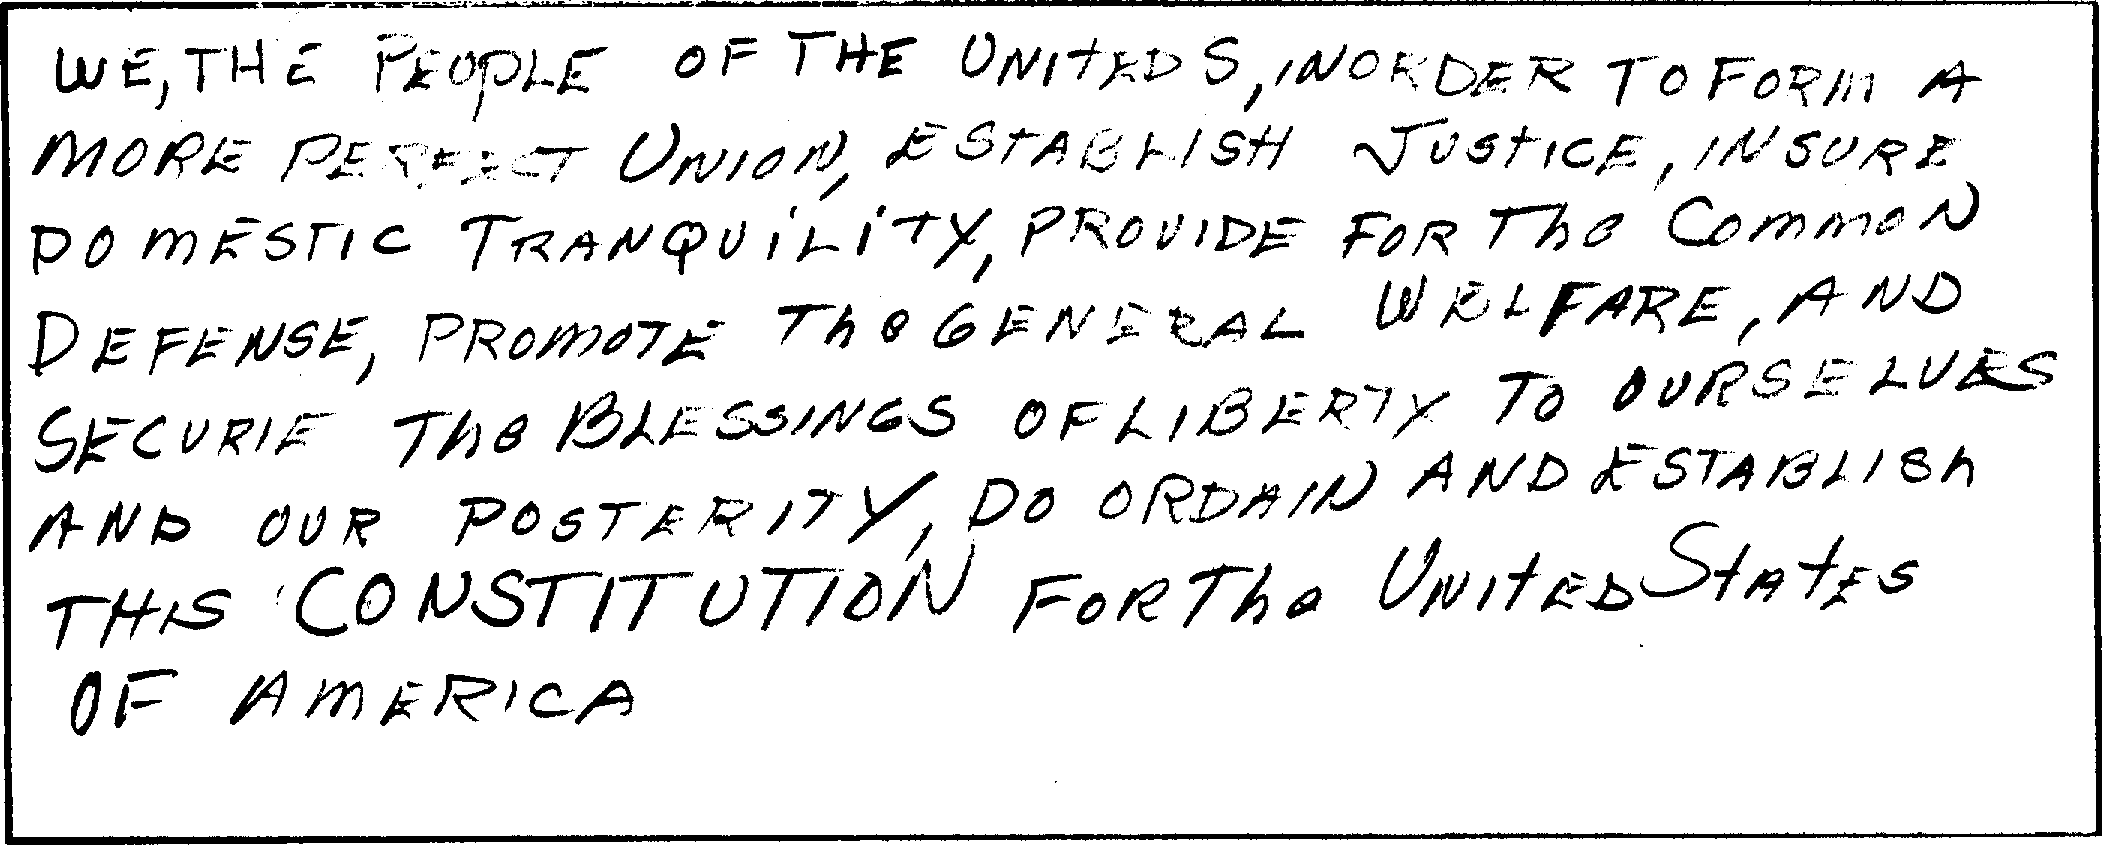 WE, THE PEOPLE OF THE UNITED S, IN ORDER TO FORM A
MORE PERFECT UNION, ESTABLISH JUSTICE, INSURE
DOMESTIC TRANQUILITY, PROVIDE FOR The COMMON
DEFENSE, PROMOTE The GENERAL WELFARE, AND
SECURIE The BLESSINGS OF LIBERTY TO OURSELVES
AND OUR POSTERITY, DO ORDAIN AND ESTABLISh
THIS CONSTITUTION FOR The UNITED STATES
OF AMERICA